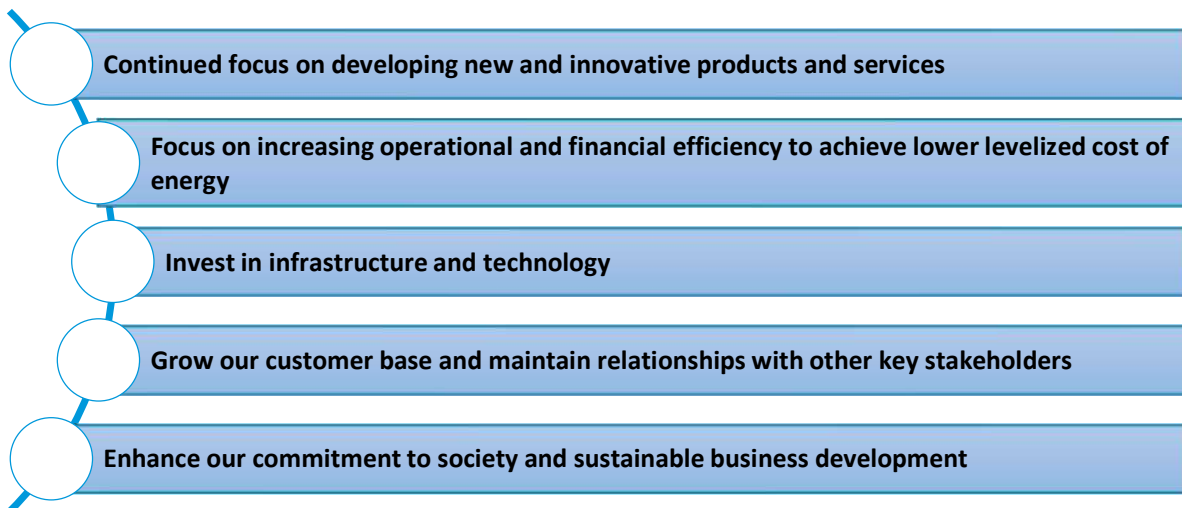 Continued focus on developing new and innovative products and services
Focus on increasing operational and financial efficiency to achieve lower levelized cost of
energy
Invest in infrastructure and technology
Grow our customer base and maintain relationships with other key stakeholders
Enhance our commitment to society and sustainable business development